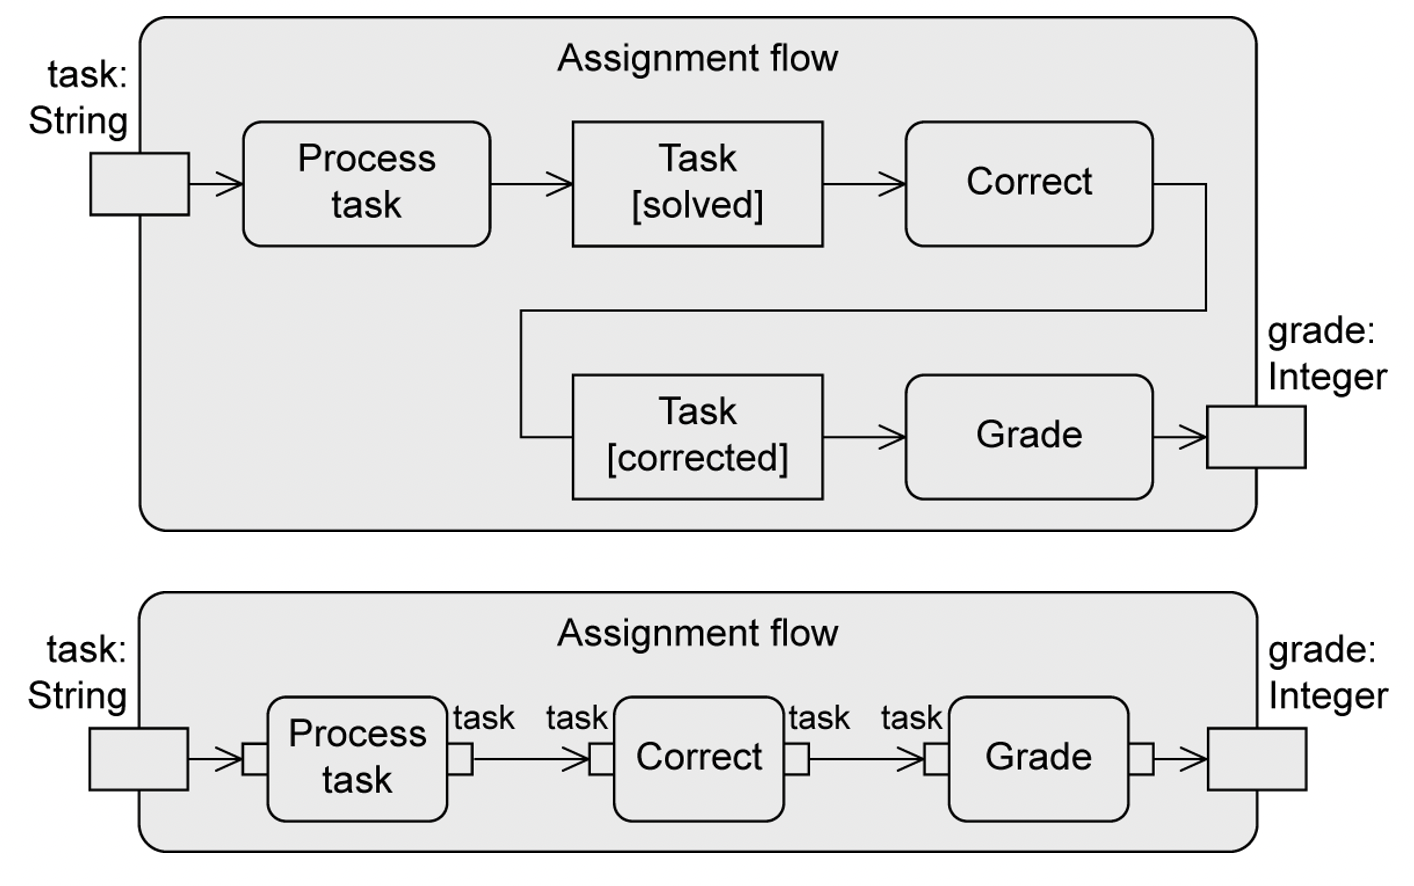 Assignment flow
task:
String
Process
task
Task
[solved]
Correct
grade:
Integer
Task
[corrected]
Grade
Assignment flow
task:
String
Process
task
task
task
Correct
task
task
Grade
grade:
Integer